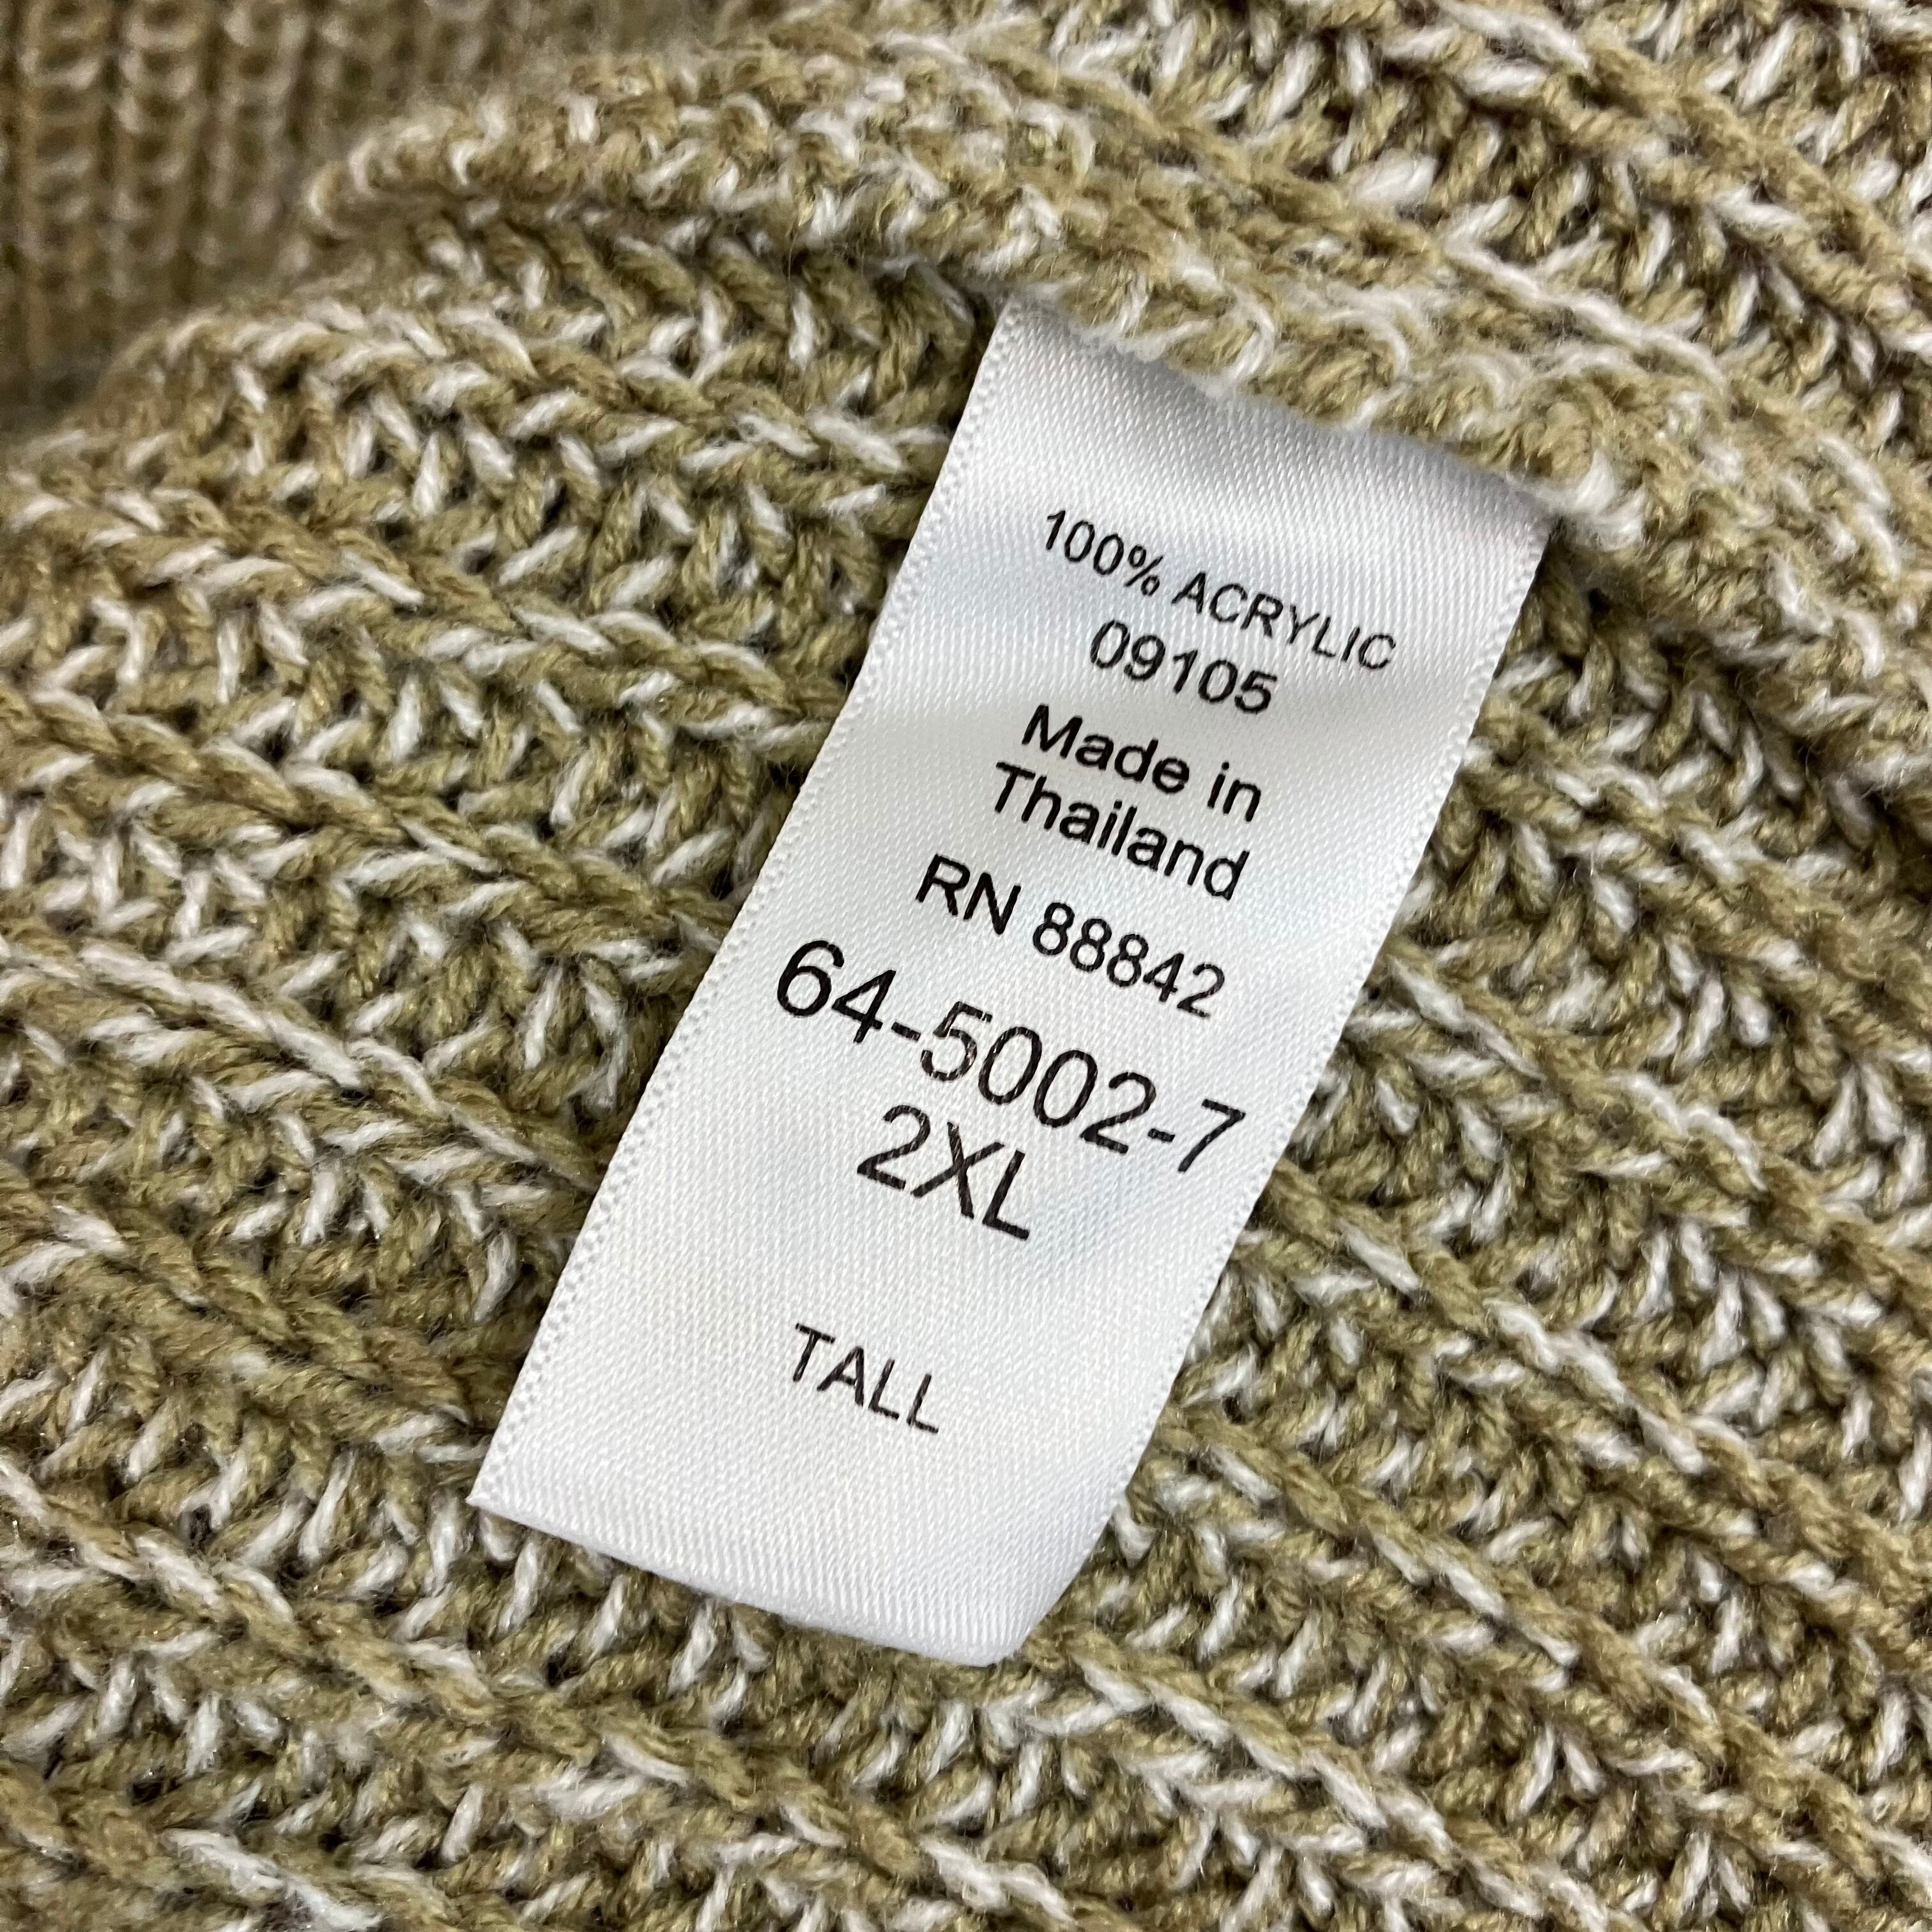 100% ACRYLIC
09105
Made in
Thailand
RN 88842
64-5002-7
2XL
TALL